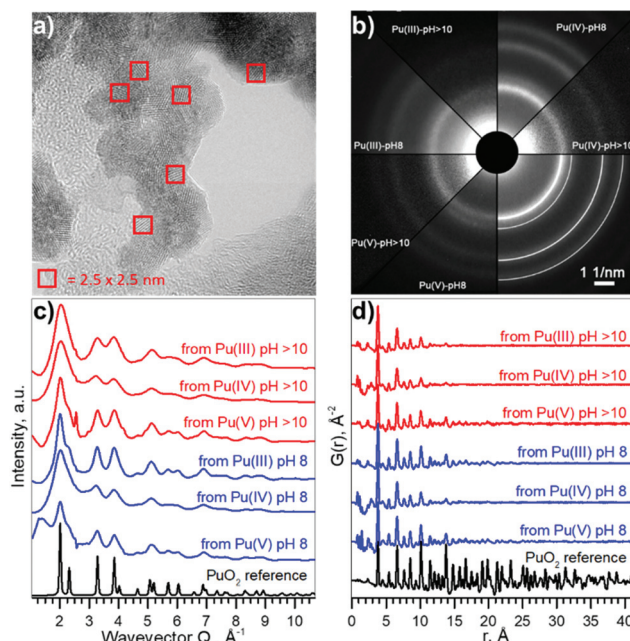 a)
= 2.5 x 2.5 nm
b)
Pu(III)-pH>10
Pu(IV)-pH8
Pu(III)-pH8
Pu(IV)-pH>10
Pu(V)-pH>10
Pu(V)-pH8
1 1/nm
c)
Intensity, a.u.
from Pu(III) pH >10
from Pu(IV) pH >10
from Pu(V) pH >10
from Pu(III) pH 8
from Pu(IV) pH 8
from Pu(V) pH 8
PuO₂ reference
2 4 6 8 10
Wavevector Q, Å⁻¹
d)
G(r), Å⁻²
from Pu(III) pH >10
from Pu(IV) pH >10
from Pu(V) pH >10
from Pu(III) pH 8
from Pu(IV) pH 8
from Pu(V) pH 8
PuO₂ reference
0 5 10 15 20 25 30 35 40
r, Å